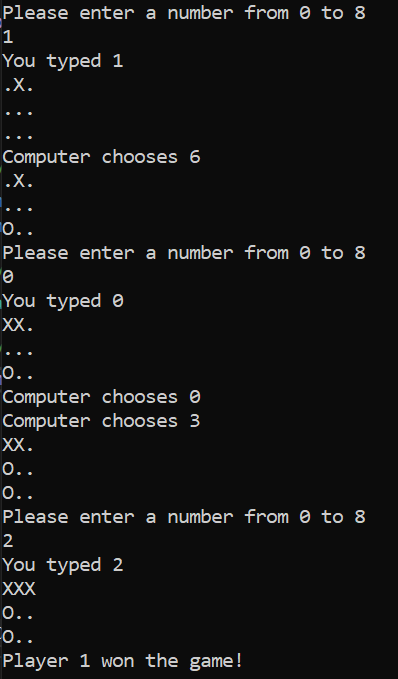 Please enter a number from 0 to 8
1
You typed 1
.X.
...
...
Computer chooses 6
.X.
...
O..
Please enter a number from 0 to 8
0
You typed 0
XX.
...
O..
Computer chooses 0
Computer chooses 3
XX.
O..
O..
Please enter a number from 0 to 8
2
You typed 2
XXX
O..
O..
Player 1 won the game!